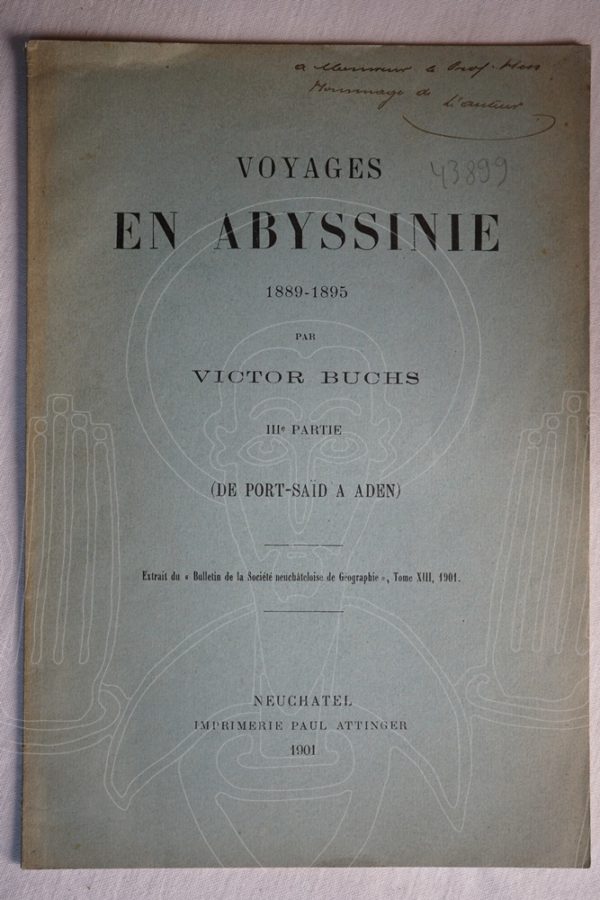 a Monsieur le Prof. Hess
Hommage de l'auteur
43899
VOYAGES
EN ABYSSINIE
1889-1895
PAR
VICTOR BUCHS
IIIe PARTIE
(DE PORT-SAÏD A ADEN)
Extrait du « Bulletin de la Société neuchâteloise de Géographie », Tome XIII, 1901.
NEUCHATEL
IMPRIMERIE PAUL ATTINGER
1901